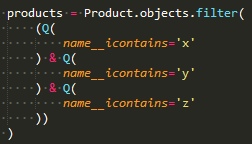 products = Product.objects.filter(
    (Q(
        name__icontains='x'
    ) & Q(
        name__icontains='y'
    ) & Q(
        name__icontains='z'
    ))
)